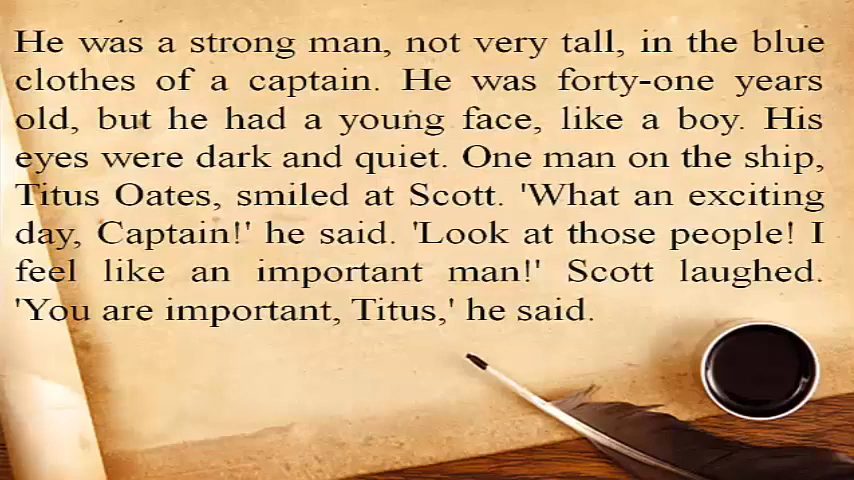 He was a strong man, not very tall, in the blue
clothes of a captain. He was forty-one years
old, but he had a young face, like a boy. His
eyes were dark and quiet. One man on the ship,
Titus Oates, smiled at Scott. 'What an exciting
day, Captain!' he said. 'Look at those people! I
feel like an important man!' Scott laughed.
'You are important, Titus,' he said.